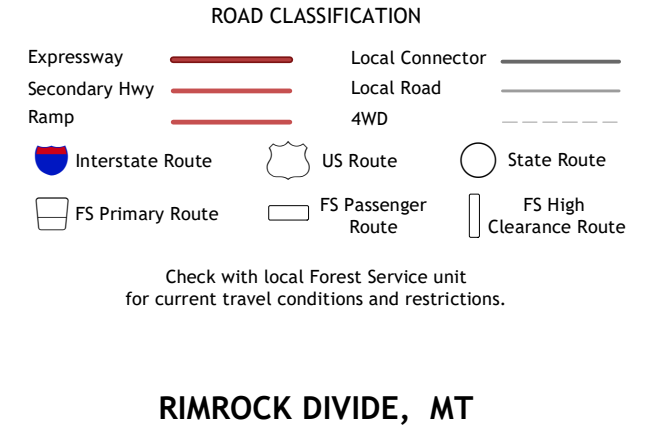 ROAD CLASSIFICATION
Expressway
Secondary Hwy
Ramp
Local Connector
Local Road
4WD
Interstate Route
US Route
State Route
FS Primary Route
FS Passenger
Route
FS High
Clearance Route
Check with local Forest Service unit
for current travel conditions and restrictions.
RIMROCK DIVIDE, MT